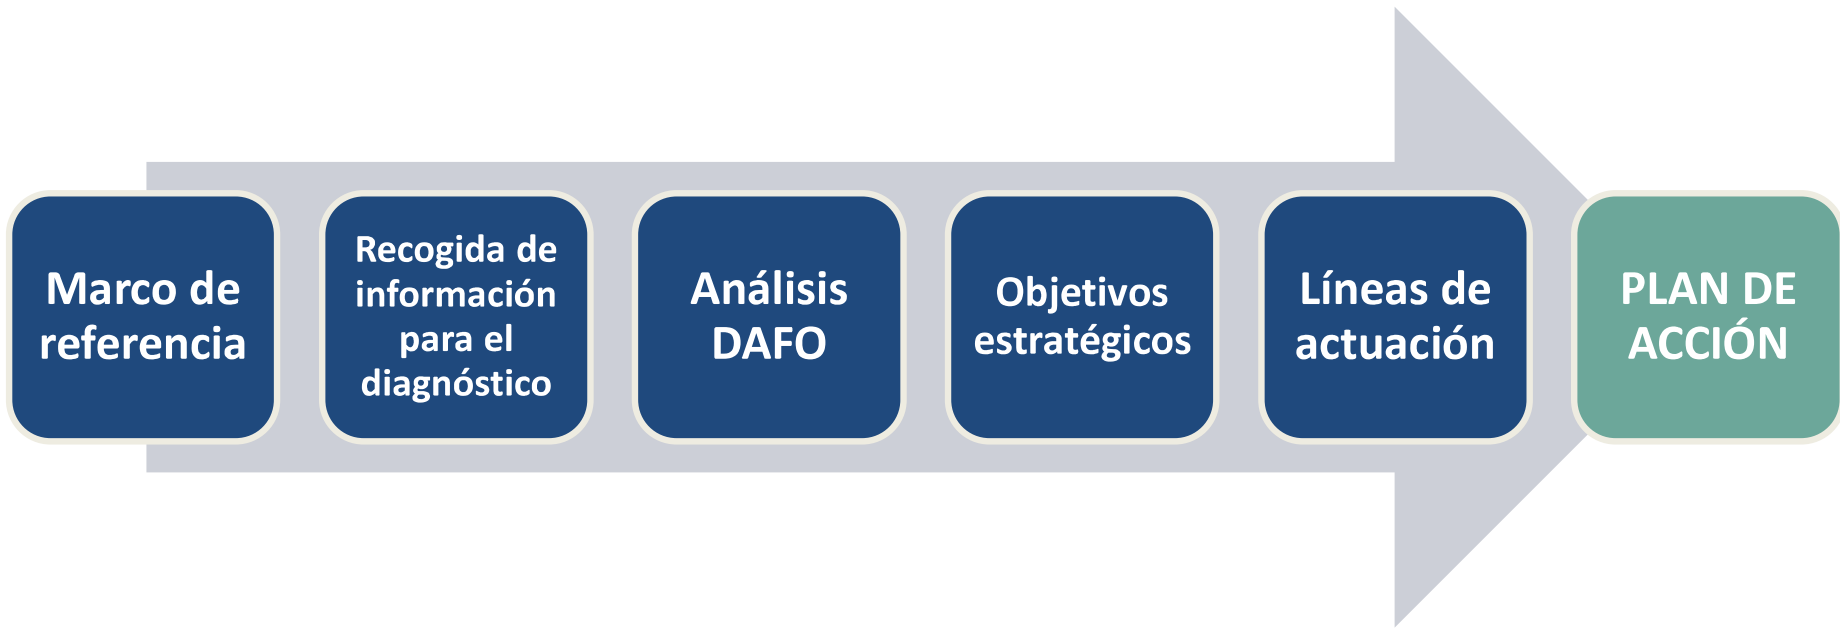 Marco de
referencia
Recogida de
información
para el
diagnóstico
Análisis
DAFO
Objetivos
estratégicos
Líneas de
actuación
PLAN DE
ACCIÓN